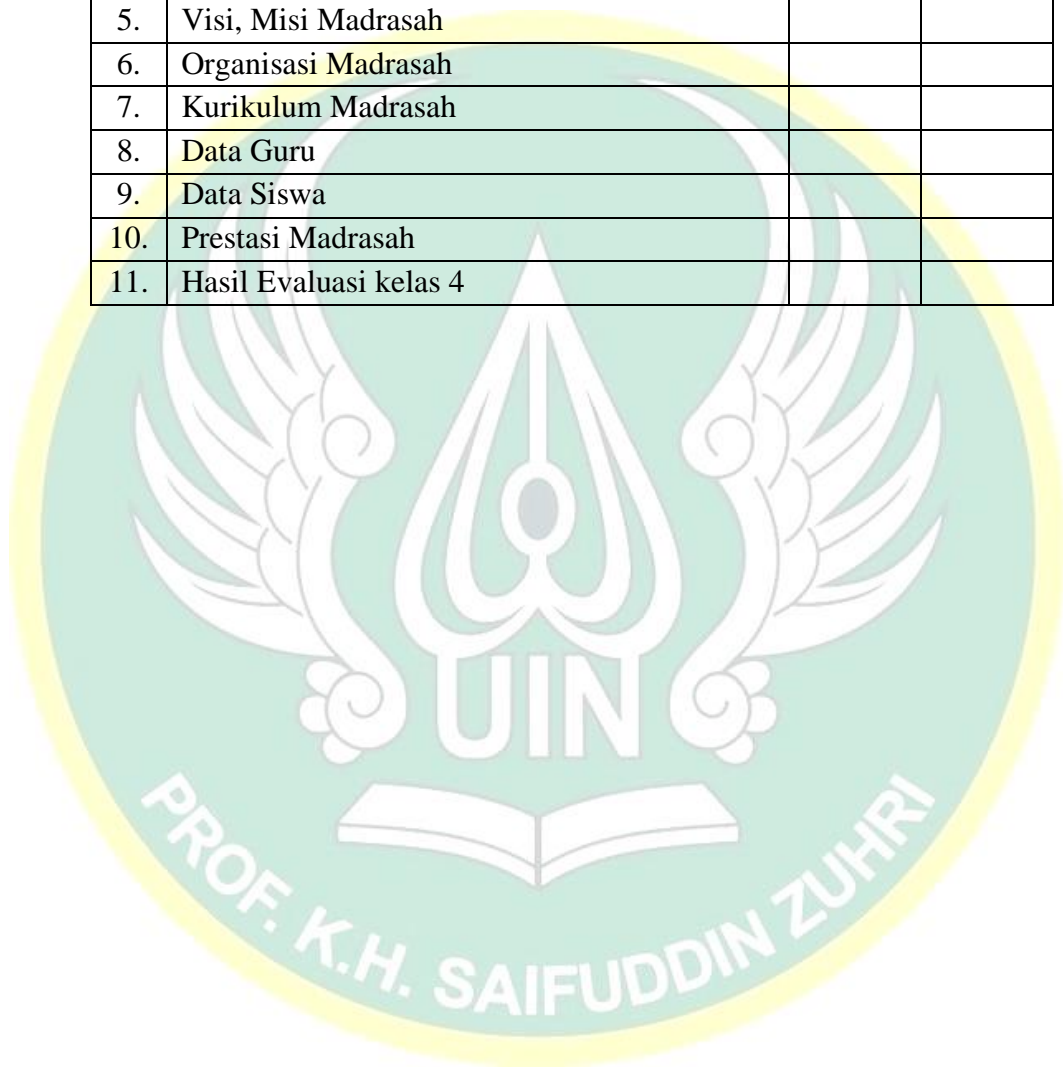 5. Visi, Misi Madrasah
6. Organisasi Madrasah
7. Kurikulum Madrasah
8. Data Guru
9. Data Siswa
10. Prestasi Madrasah
11. Hasil Evaluasi kelas 4
UIN
PROF. K.H. SAIFUDDIN ZUHRI